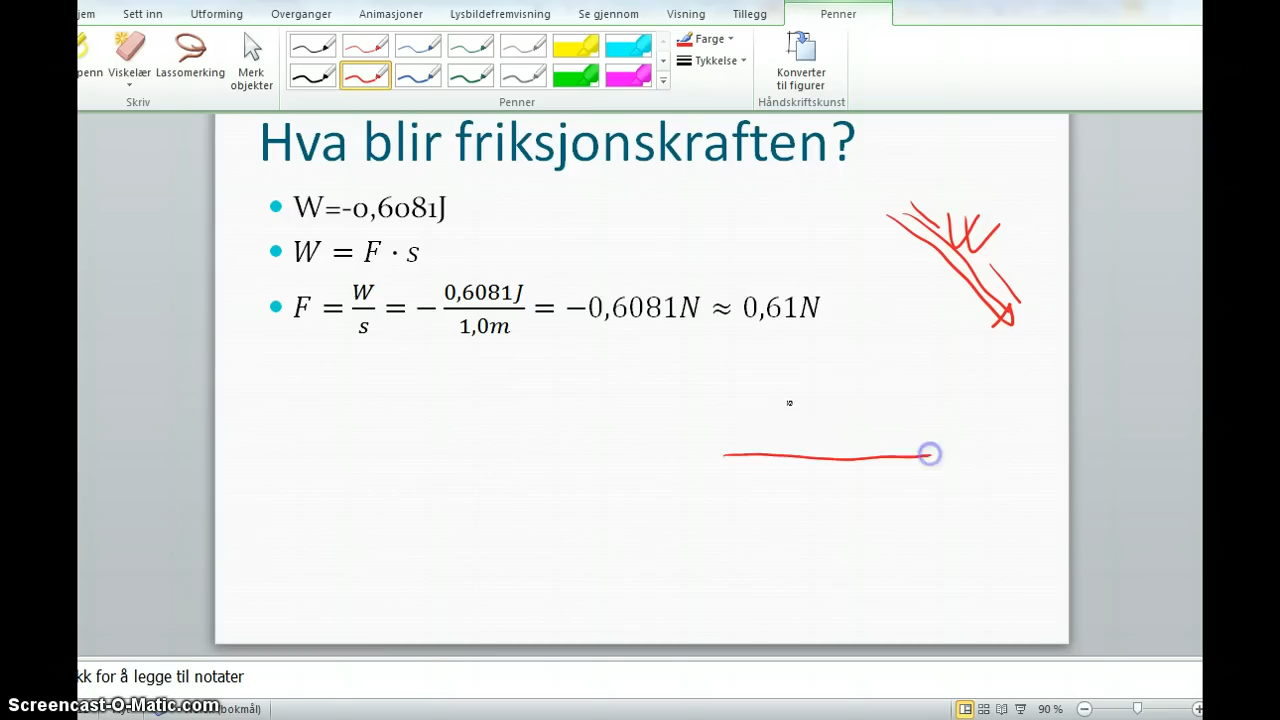 jem Sett inn Utforming Overganger Animasjoner Lysbildefremvisning Se gjennom Visning Tillegg Penner
penn Viskelær Lassomerking Merk objekter Farge Tykkelse Konverter til figurer
Skriv Penner Håndskriftskunst
Hva blir friksjonskraften?
W=-0,6081J
W = F · s
F = W/s = − 0,6081J/1,0m = −0,6081N ≈ 0,61N
W
kk for å legge til notater
(bokmål) 90 %
Screencast-O-Matic.com